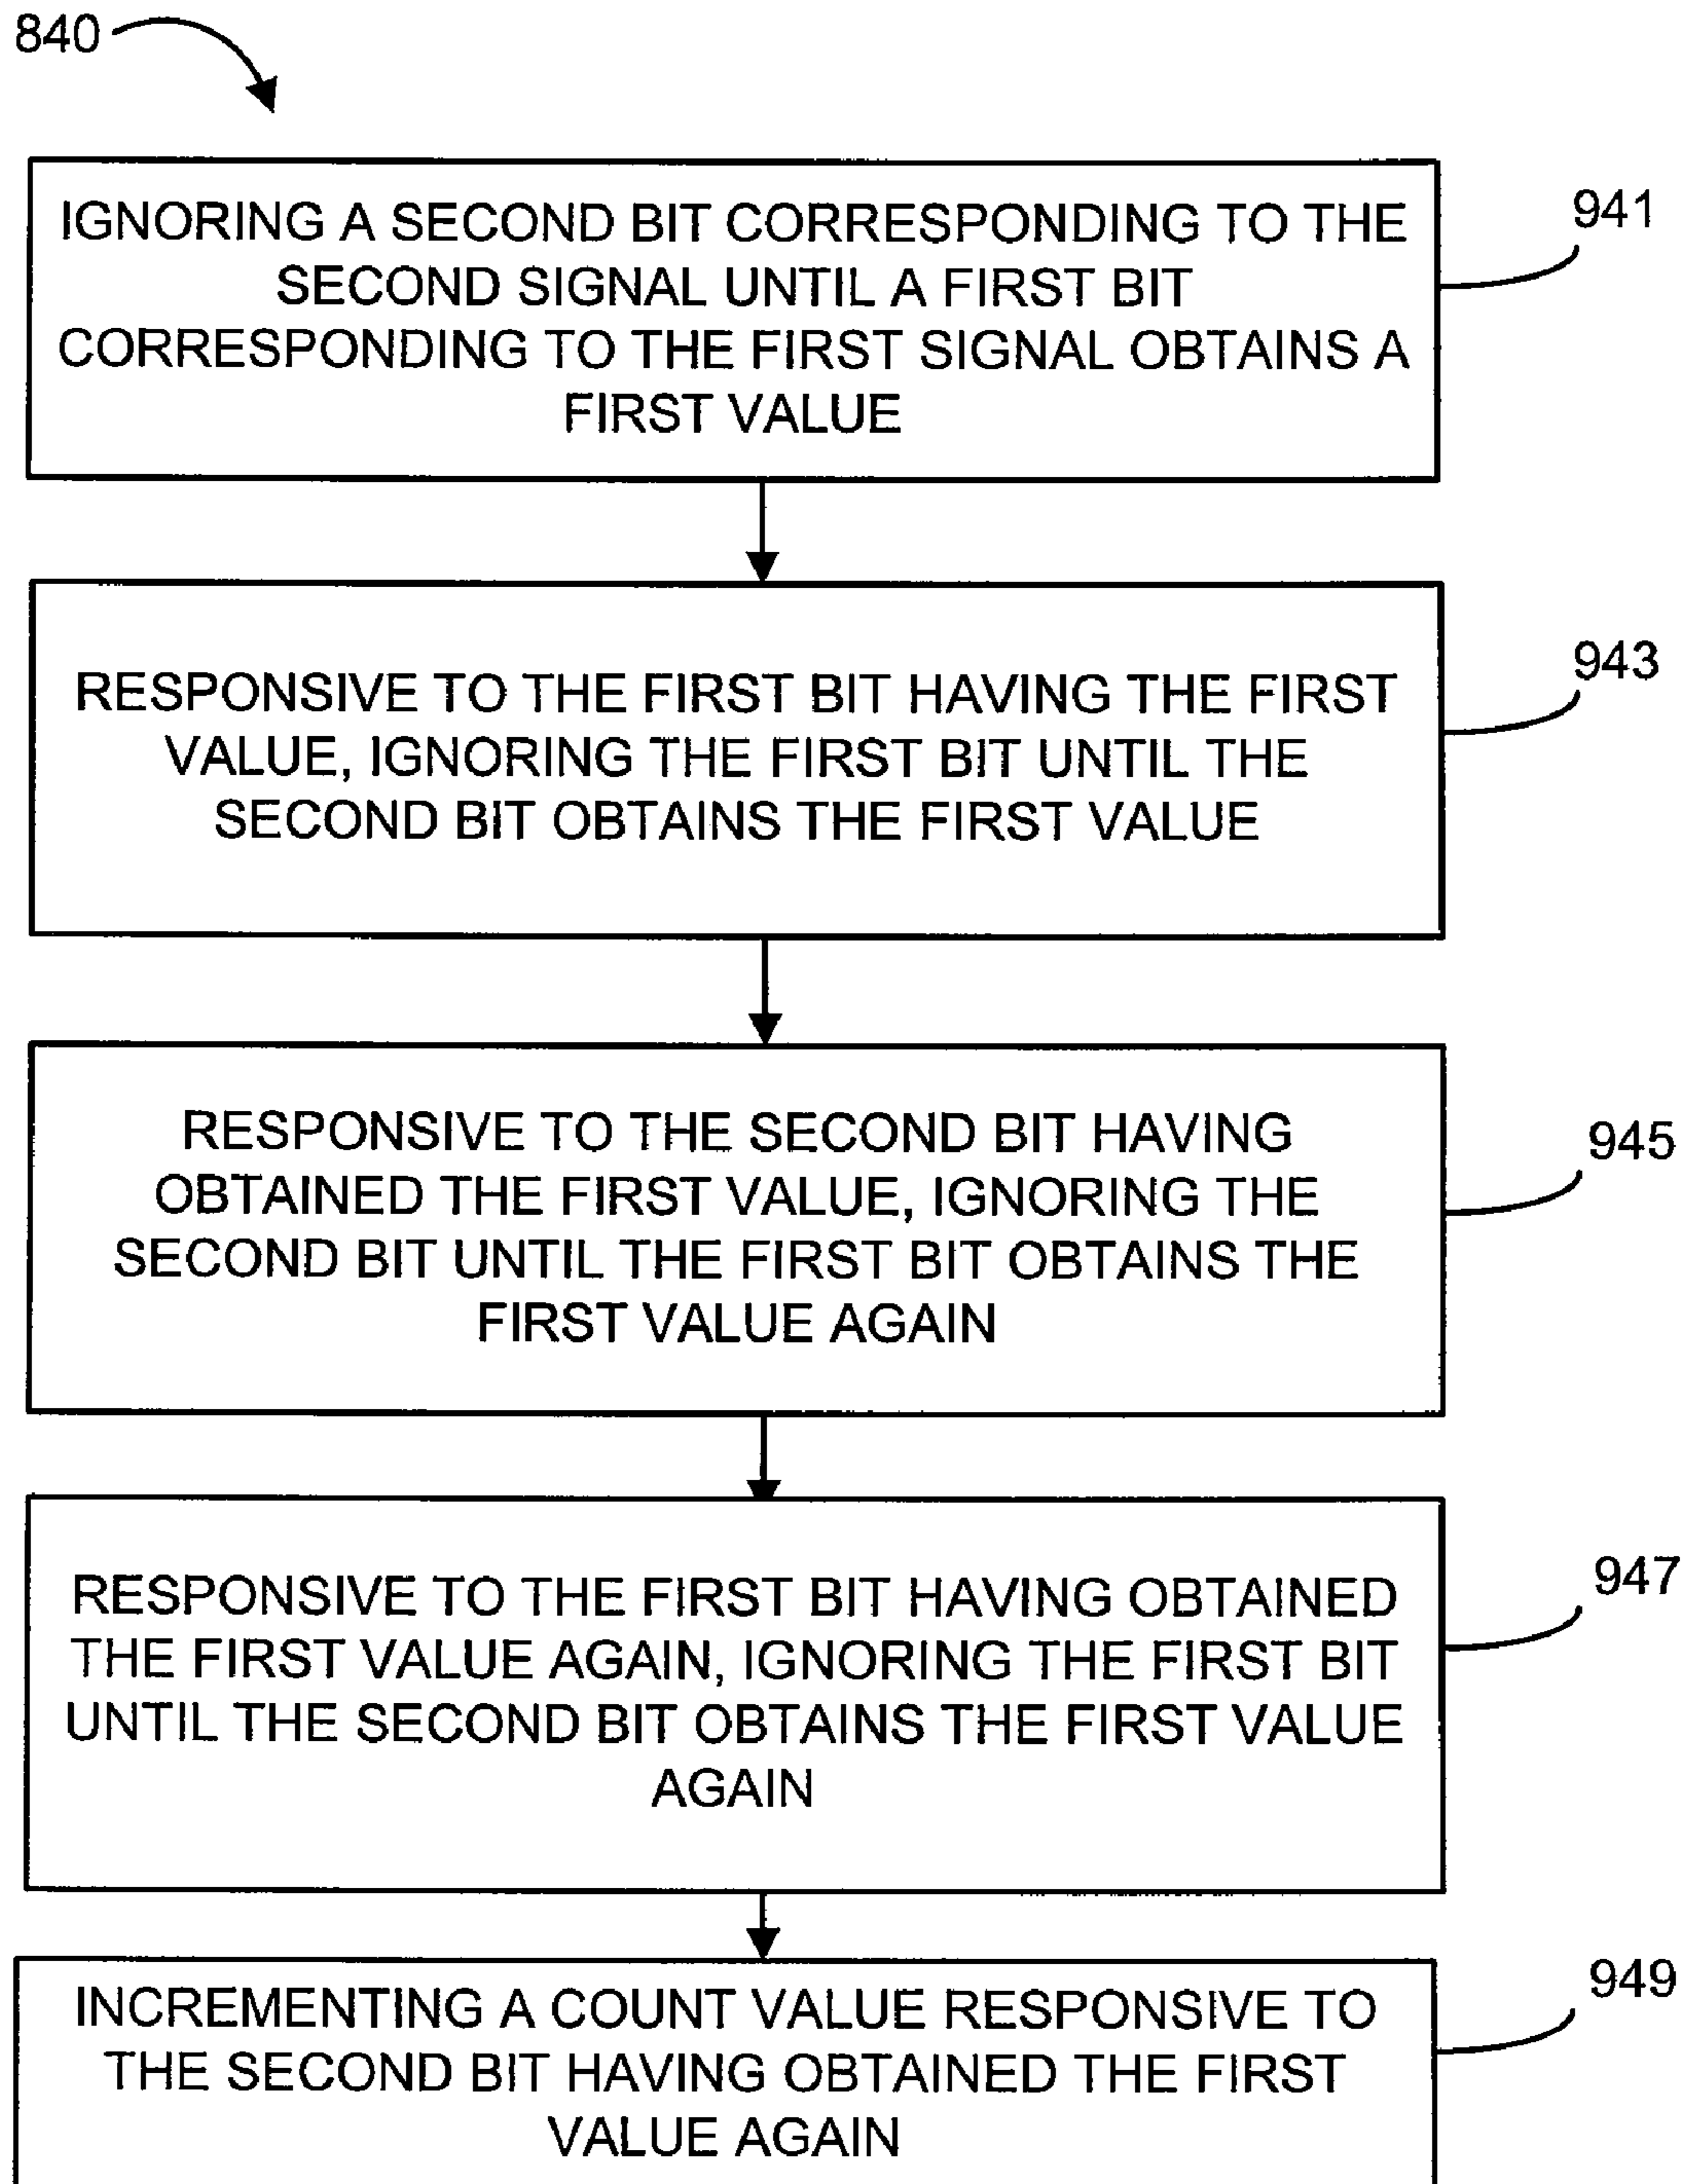 840
IGNORING A SECOND BIT CORRESPONDING TO THE
SECOND SIGNAL UNTIL A FIRST BIT
CORRESPONDING TO THE FIRST SIGNAL OBTAINS A
FIRST VALUE
941
RESPONSIVE TO THE FIRST BIT HAVING THE FIRST
VALUE, IGNORING THE FIRST BIT UNTIL THE
SECOND BIT OBTAINS THE FIRST VALUE
943
RESPONSIVE TO THE SECOND BIT HAVING
OBTAINED THE FIRST VALUE, IGNORING THE
SECOND BIT UNTIL THE FIRST BIT OBTAINS THE
FIRST VALUE AGAIN
945
RESPONSIVE TO THE FIRST BIT HAVING OBTAINED
THE FIRST VALUE AGAIN, IGNORING THE FIRST BIT
UNTIL THE SECOND BIT OBTAINS THE FIRST VALUE
AGAIN
947
INCREMENTING A COUNT VALUE RESPONSIVE TO
THE SECOND BIT HAVING OBTAINED THE FIRST
VALUE AGAIN
949